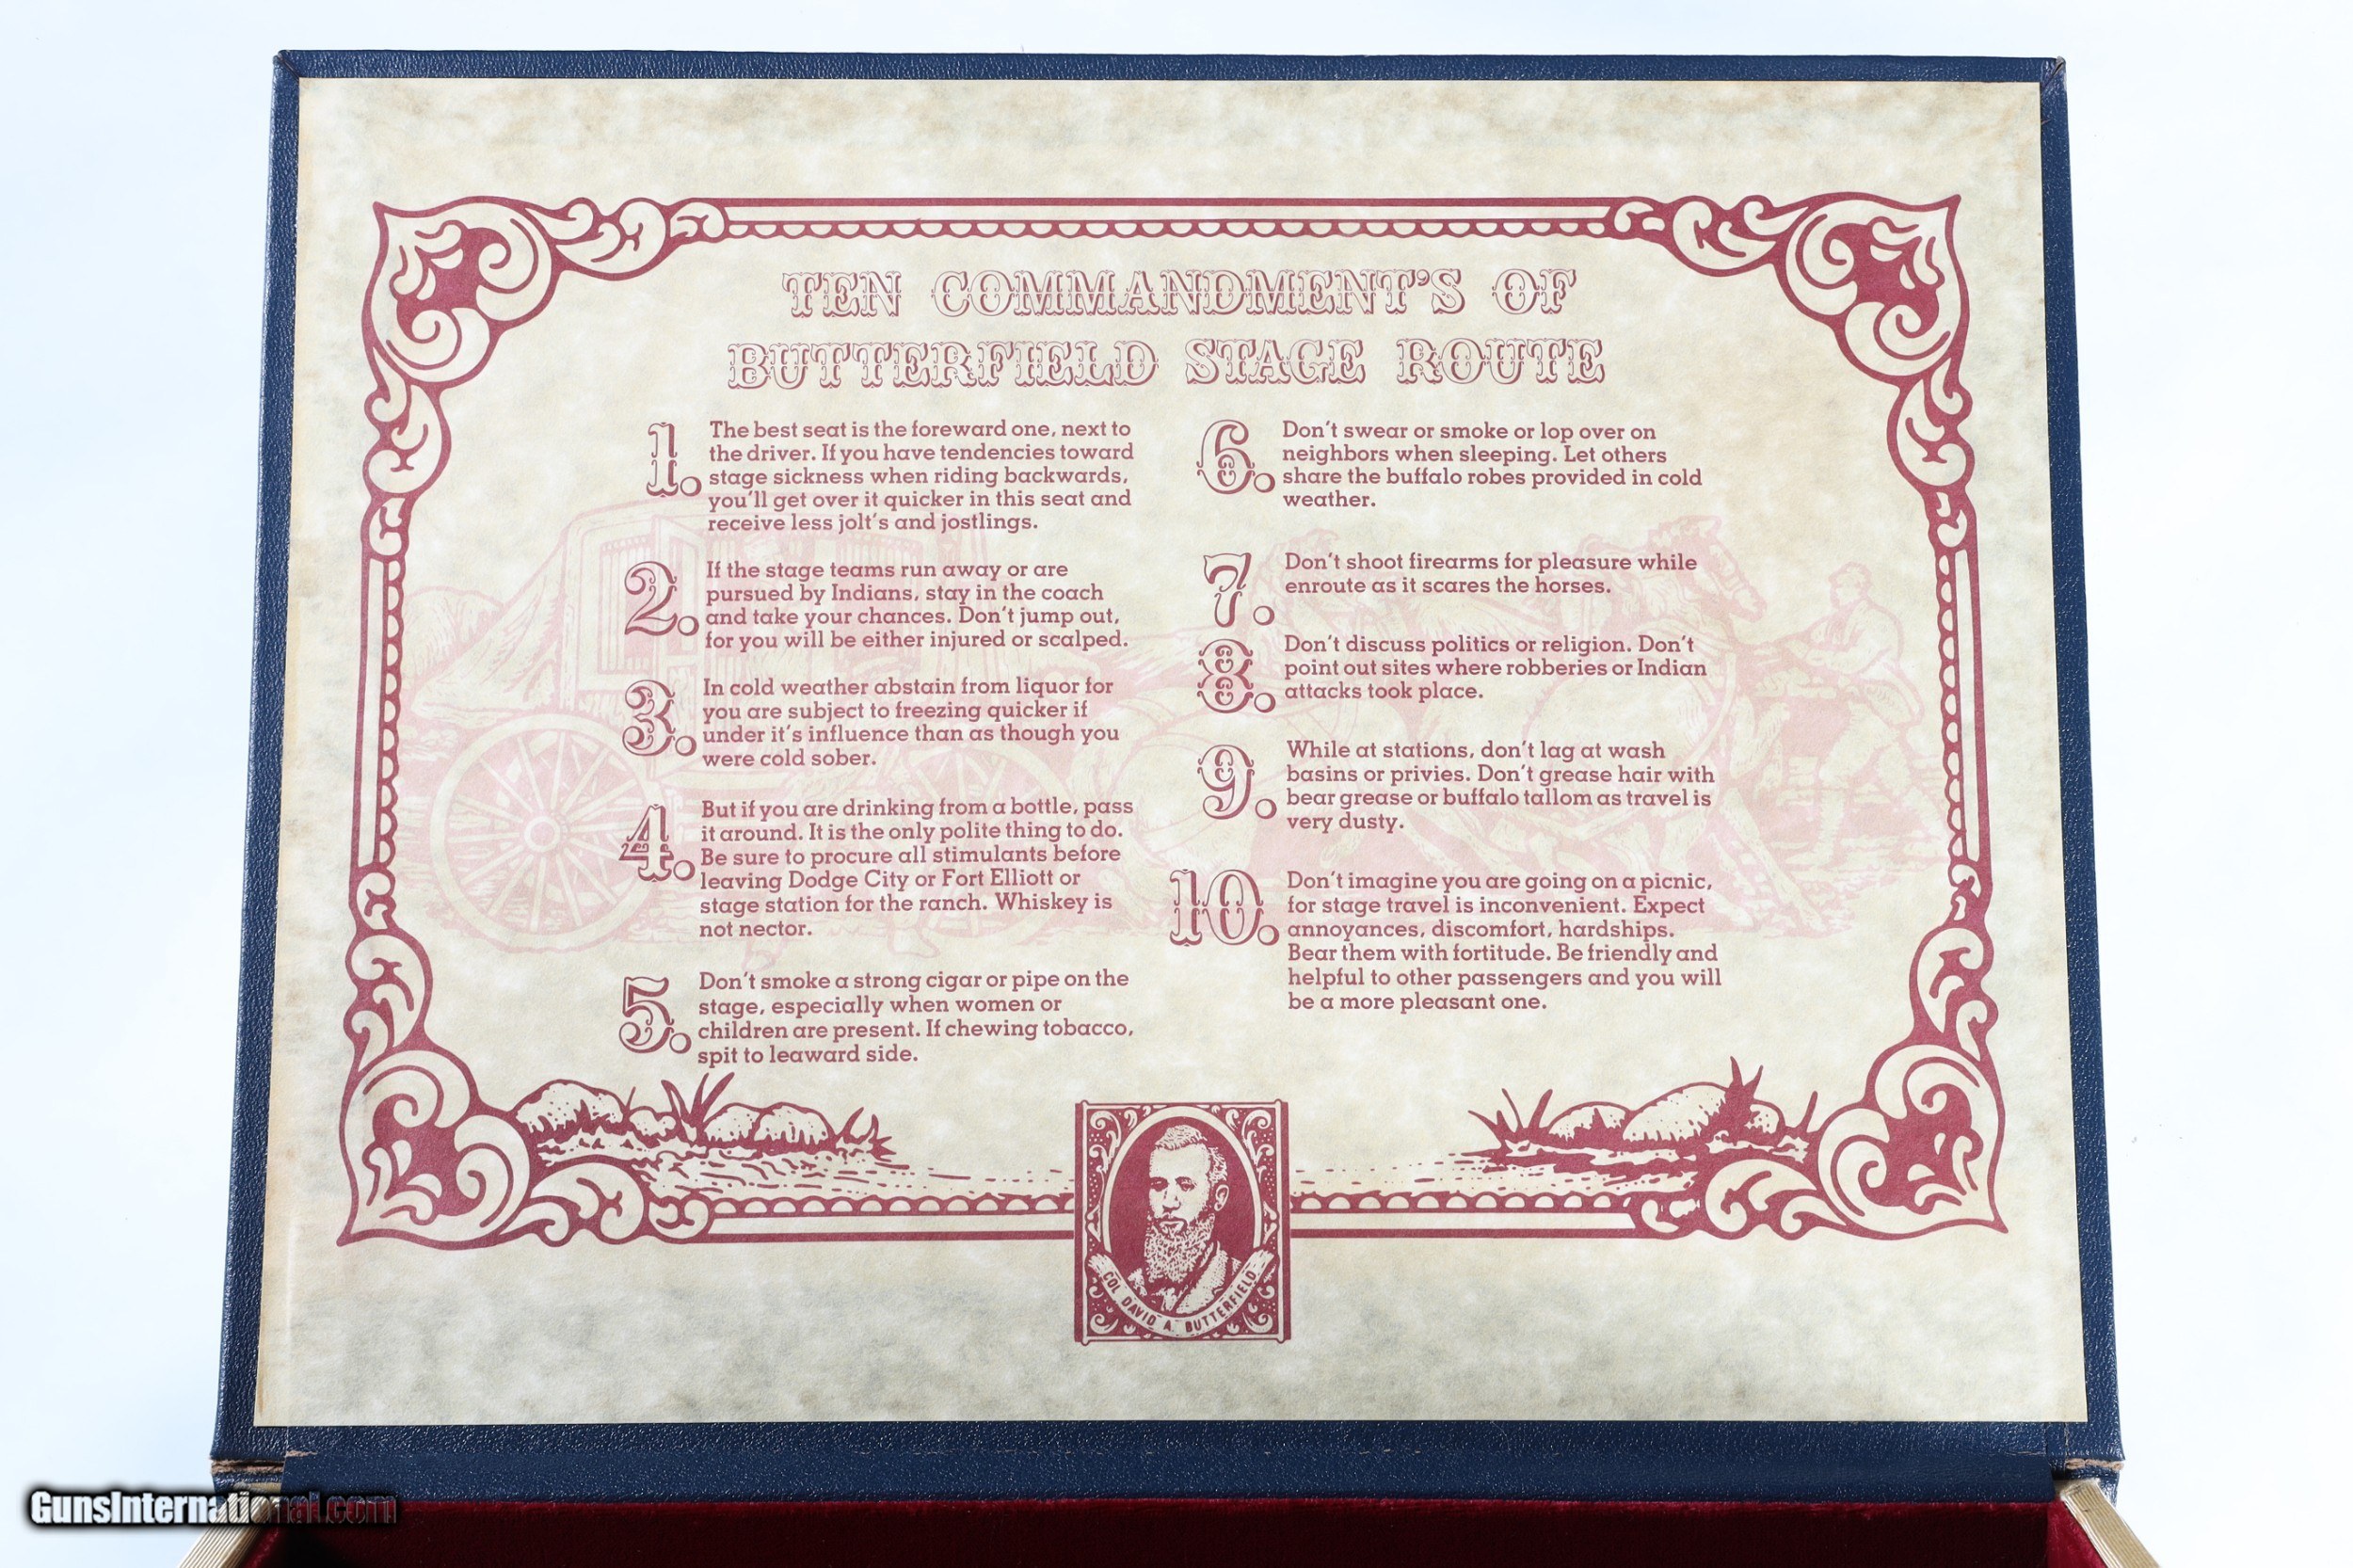 TEN COMMANDMENT'S OF
BUTTERFIELD STAGE ROUTE
1. The best seat is the foreward one, next to
the driver. If you have tendencies toward
stage sickness when riding backwards,
you'll get over it quicker in this seat and
receive less jolt's and jostlings.
2. If the stage teams run away or are
pursued by Indians, stay in the coach
and take your chances. Don't jump out,
for you will be either injured or scalped.
3. In cold weather abstain from liquor for
you are subject to freezing quicker if
under it's influence than as though you
were cold sober.
4. But if you are drinking from a bottle, pass
it around. It is the only polite thing to do.
Be sure to procure all stimulants before
leaving Dodge City or Fort Elliott or
stage station for the ranch. Whiskey is
not nector.
5. Don't smoke a strong cigar or pipe on the
stage, especially when women or
children are present. If chewing tobacco,
spit to leaward side.
6. Don't swear or smoke or lop over on
neighbors when sleeping. Let others
share the buffalo robes provided in cold
weather.
7. Don't shoot firearms for pleasure while
enroute as it scares the horses.
8. Don't discuss politics or religion. Don't
point out sites where robberies or Indian
attacks took place.
9. While at stations, don't lag at wash
basins or privies. Don't grease hair with
bear grease or buffalo tallom as travel is
very dusty.
10. Don't imagine you are going on a picnic,
for stage travel is inconvenient. Expect
annoyances, discomfort, hardships.
Bear them with fortitude. Be friendly and
helpful to other passengers and you will
be a more pleasant one.
COL DAVID A. BUTTERFIELD
GunsInternational.com